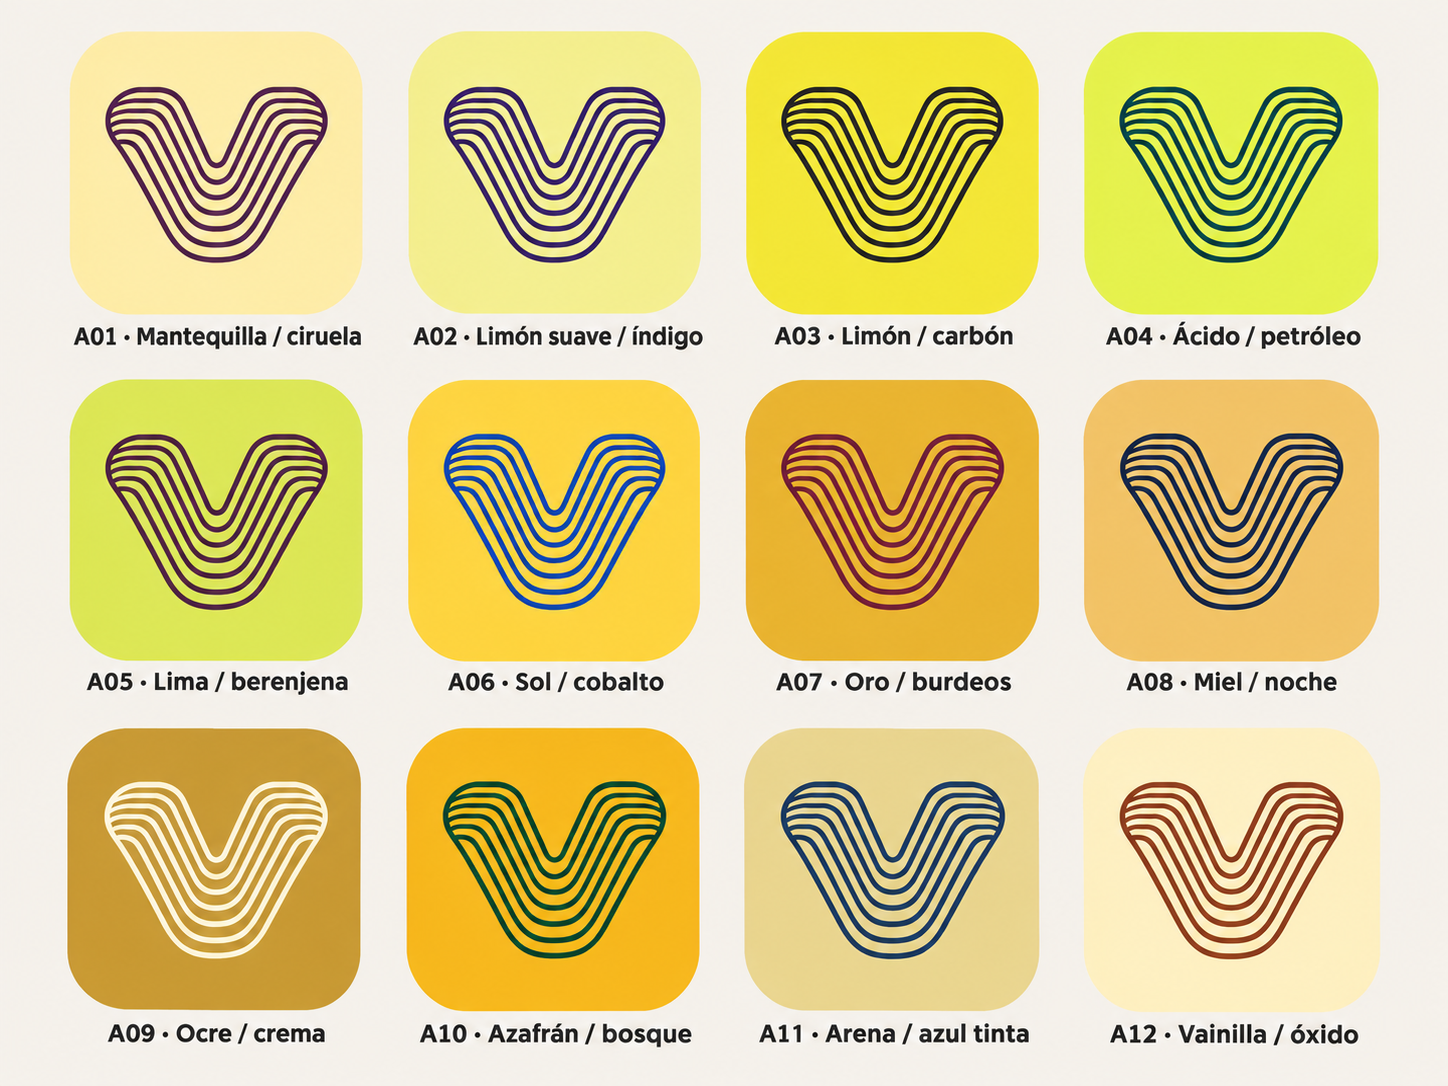 A01 · Mantequilla / ciruela
A02 · Limón suave / índigo
A03 · Limón / carbón
A04 · Ácido / petróleo
A05 · Lima / berenjena
A06 · Sol / cobalto
A07 · Oro / burdeos
A08 · Miel / noche
A09 · Ocre / crema
A10 · Azafrán / bosque
A11 · Arena / azul tinta
A12 · Vainilla / óxido